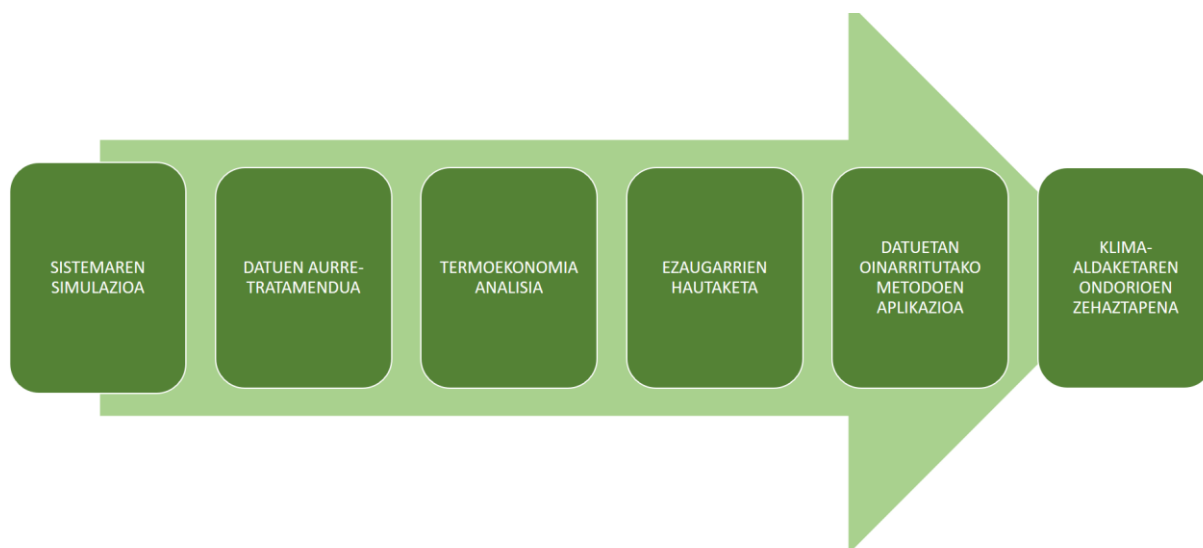 SISTEMAREN
SIMULAZIOA
DATUEN AURRE-
TRATAMENDUA
TERMOEKONOMIA
ANALISIA
EZAUGARRIEN
HAUTAKETA
DATUETAN
OINARRITUTAKO
METODOEN
APLIKAZIOA
KLIMA-
ALDAKETAREN
ONDORIOEN
ZEHAZTAPENA